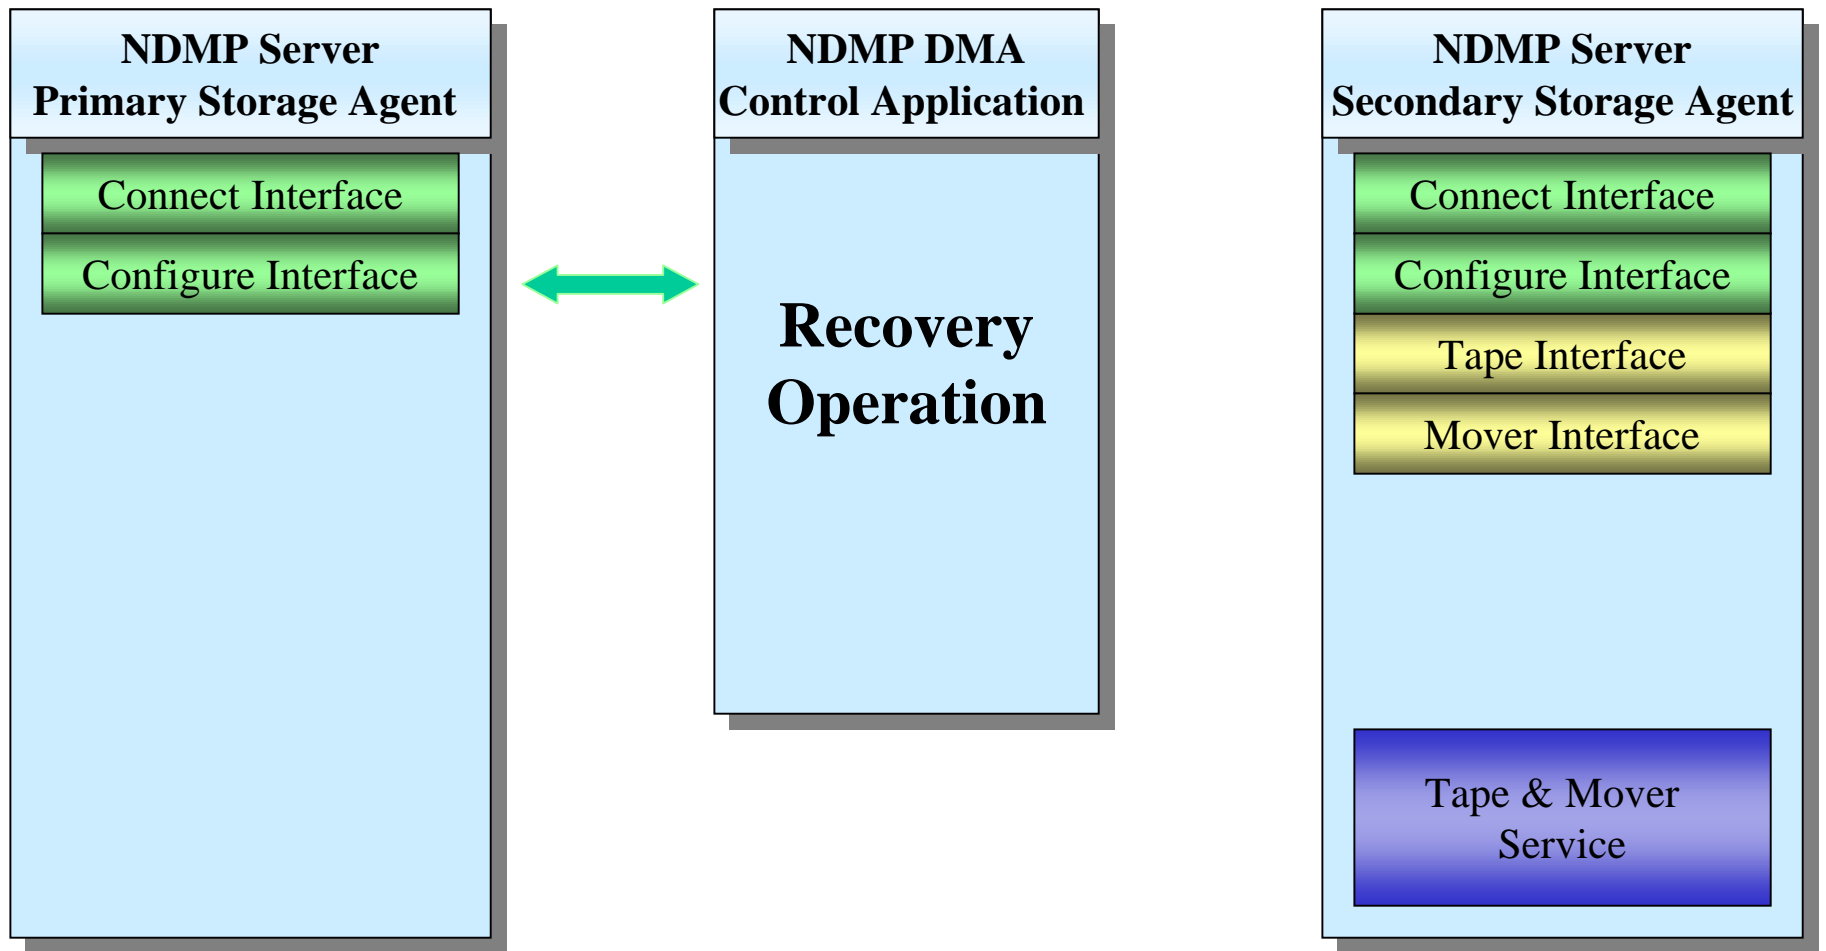 NDMP Server
Primary Storage Agent
Connect Interface
Configure Interface
NDMP DMA
Control Application
Recovery
Operation
NDMP Server
Secondary Storage Agent
Connect Interface
Configure Interface
Tape Interface
Mover Interface
Tape & Mover
Service